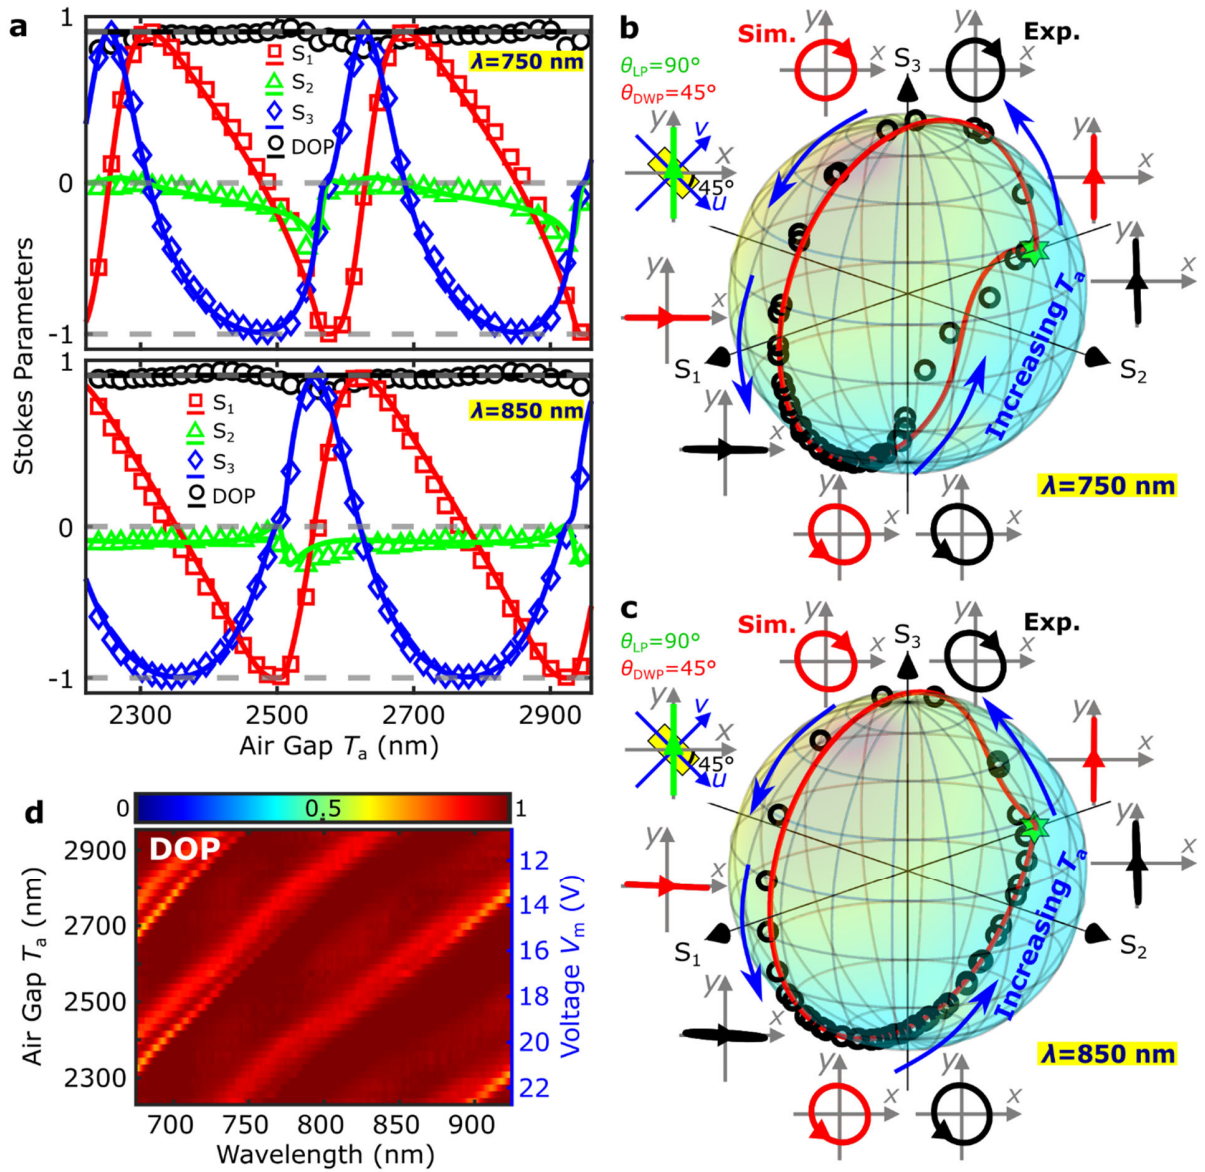 a
1
0
-1
S₁
S₂
S₃
DOP
λ=750 nm
1
0
-1
S₁
S₂
S₃
DOP
λ=850 nm
Stokes Parameters
2300 2500 2700 2900
Air Gap Tₐ (nm)
b
Sim.
Exp.
θLP=90°
θDWP=45°
S₃
S₁
S₂
x
x
y
x
v
u
45°
y
x
y
x
y
x
y
x
y
x
y
x
Increasing Tₐ
λ=750 nm
c
Sim.
Exp.
θLP=90°
θDWP=45°
S₃
S₁
S₂
y
x
y
x
y
x
v
u
45°
y
x
y
x
y
x
y
x
y
x
y
x
Increasing Tₐ
λ=850 nm
d
0 0.5 1
DOP
2900
2700
2500
2300
Air Gap Tₐ (nm)
12
14
16
18
20
22
Voltage Vₘ (V)
700 750 800 850 900
Wavelength (nm)